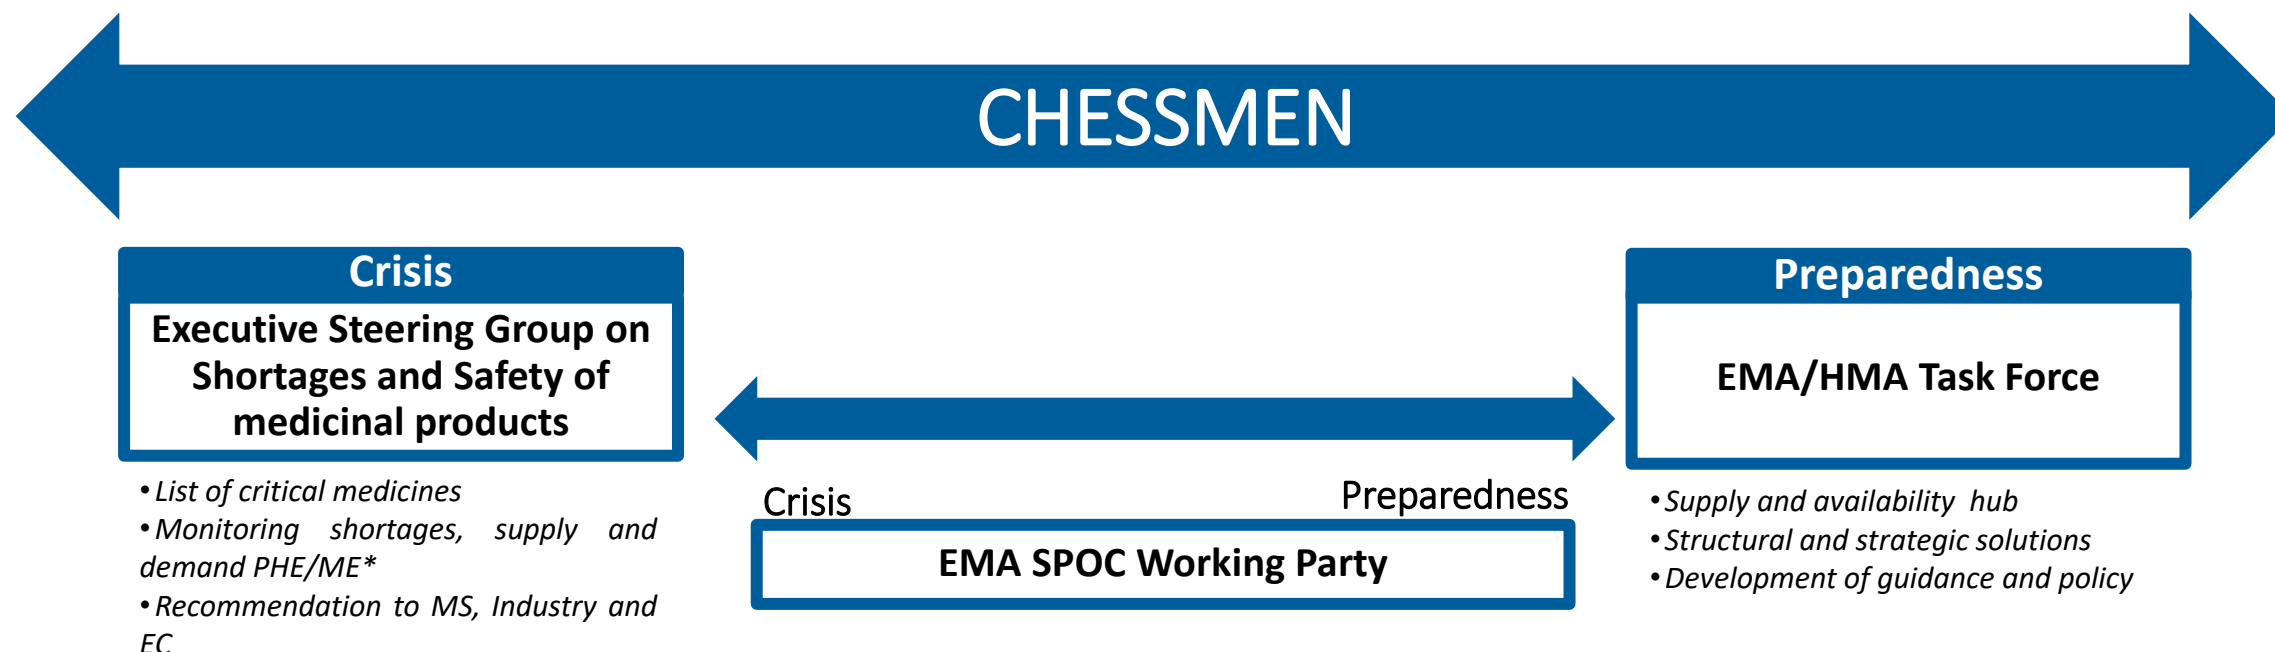 CHESSMEN
Crisis
Executive Steering Group on
Shortages and Safety of
medicinal products
•List of critical medicines
•Monitoring shortages, supply and
demand PHE/ME*
•Recommendation to MS, Industry and
EC
Crisis
Preparedness
EMA SPOC Working Party
Preparedness
EMA/HMA Task Force
•Supply and availability hub
•Structural and strategic solutions
•Development of guidance and policy